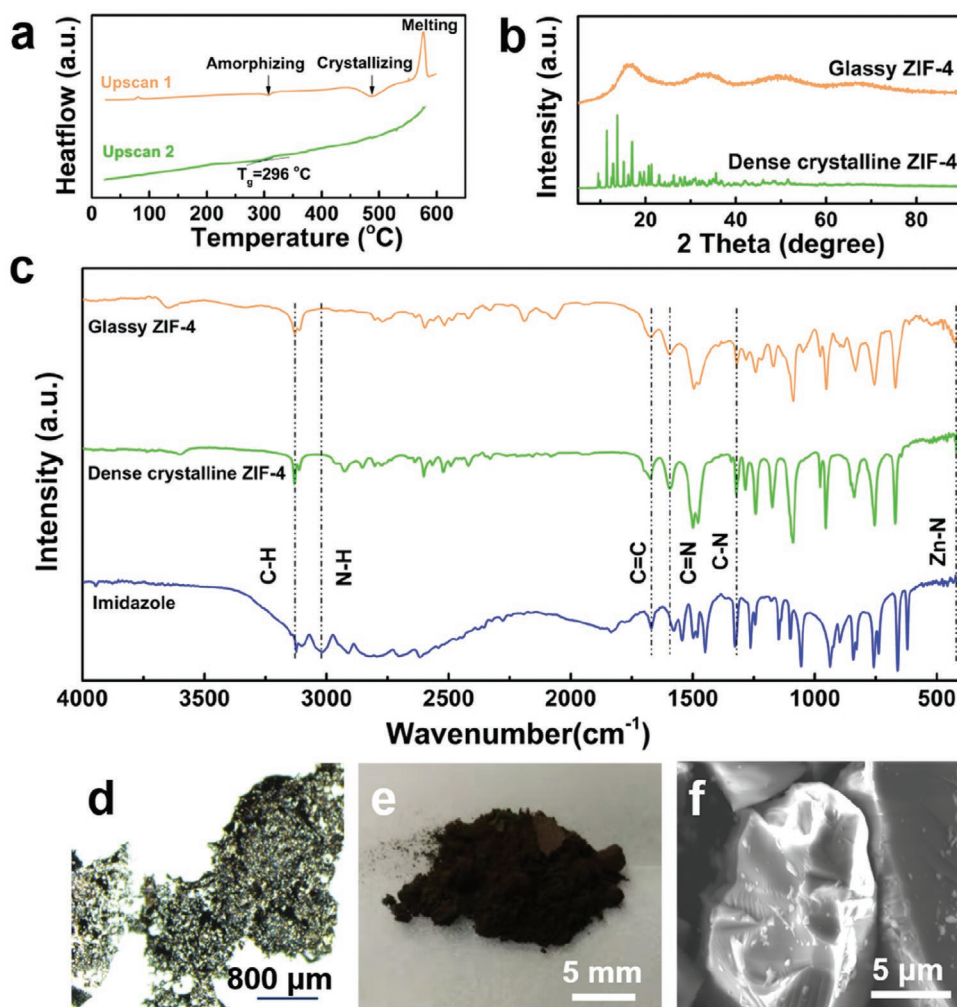 a
Heatflow (a.u.)
Melting
Amorphizing
Crystallizing
Upscan 1
Upscan 2
Tg=296 °C
0 100 200 300 400 500 600
Temperature (°C)
b
Intensity (a.u.)
Glassy ZIF-4
Dense crystalline ZIF-4
20 40 60 80
2 Theta (degree)
c
Intensity (a.u.)
Glassy ZIF-4
Dense crystalline ZIF-4
Imidazole
C-H
N-H
C=C
C=N
C-N
Zn-N
4000 3500 3000 2500 2000 1500 1000 500
Wavenumber(cm-1)
d
800 µm
e
5 mm
f
5 µm